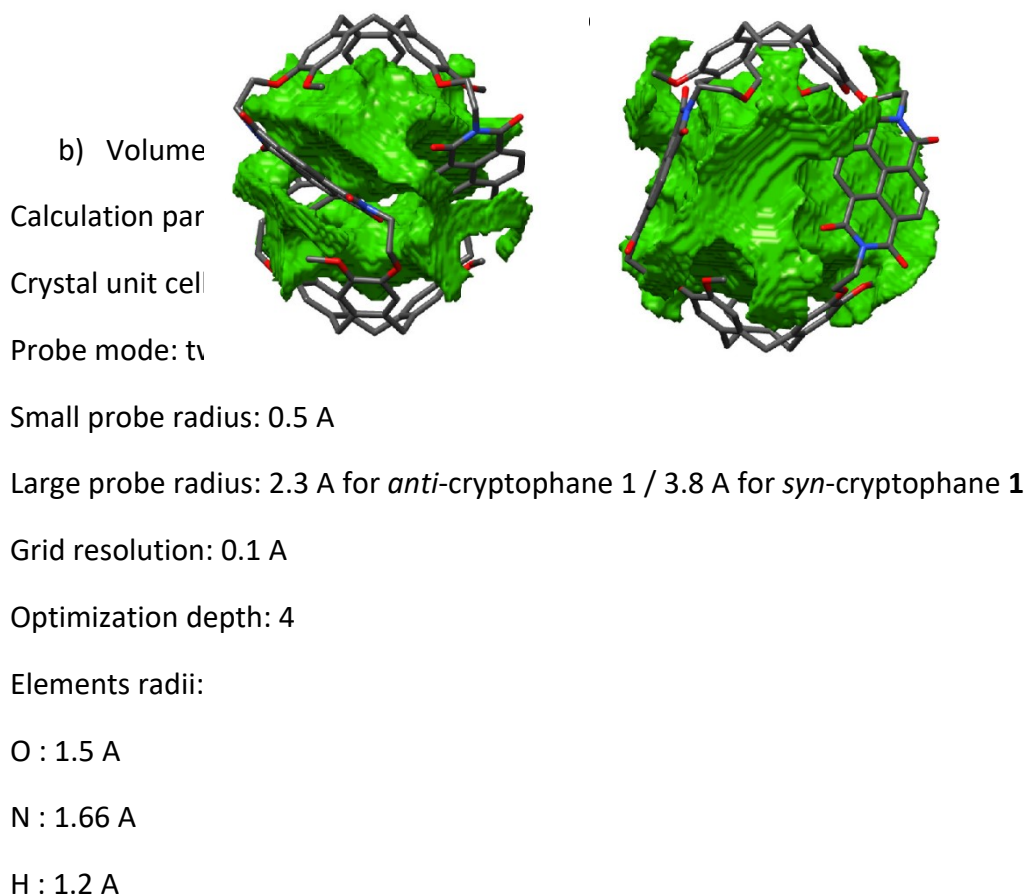 b) Volume
Calculation par
Crystal unit cel
Probe mode: tv
Small probe radius: 0.5 A
Large probe radius: 2.3 A for anti-cryptophane 1 / 3.8 A for syn-cryptophane 1
Grid resolution: 0.1 A
Optimization depth: 4
Elements radii:
O : 1.5 A
N : 1.66 A
H : 1.2 A